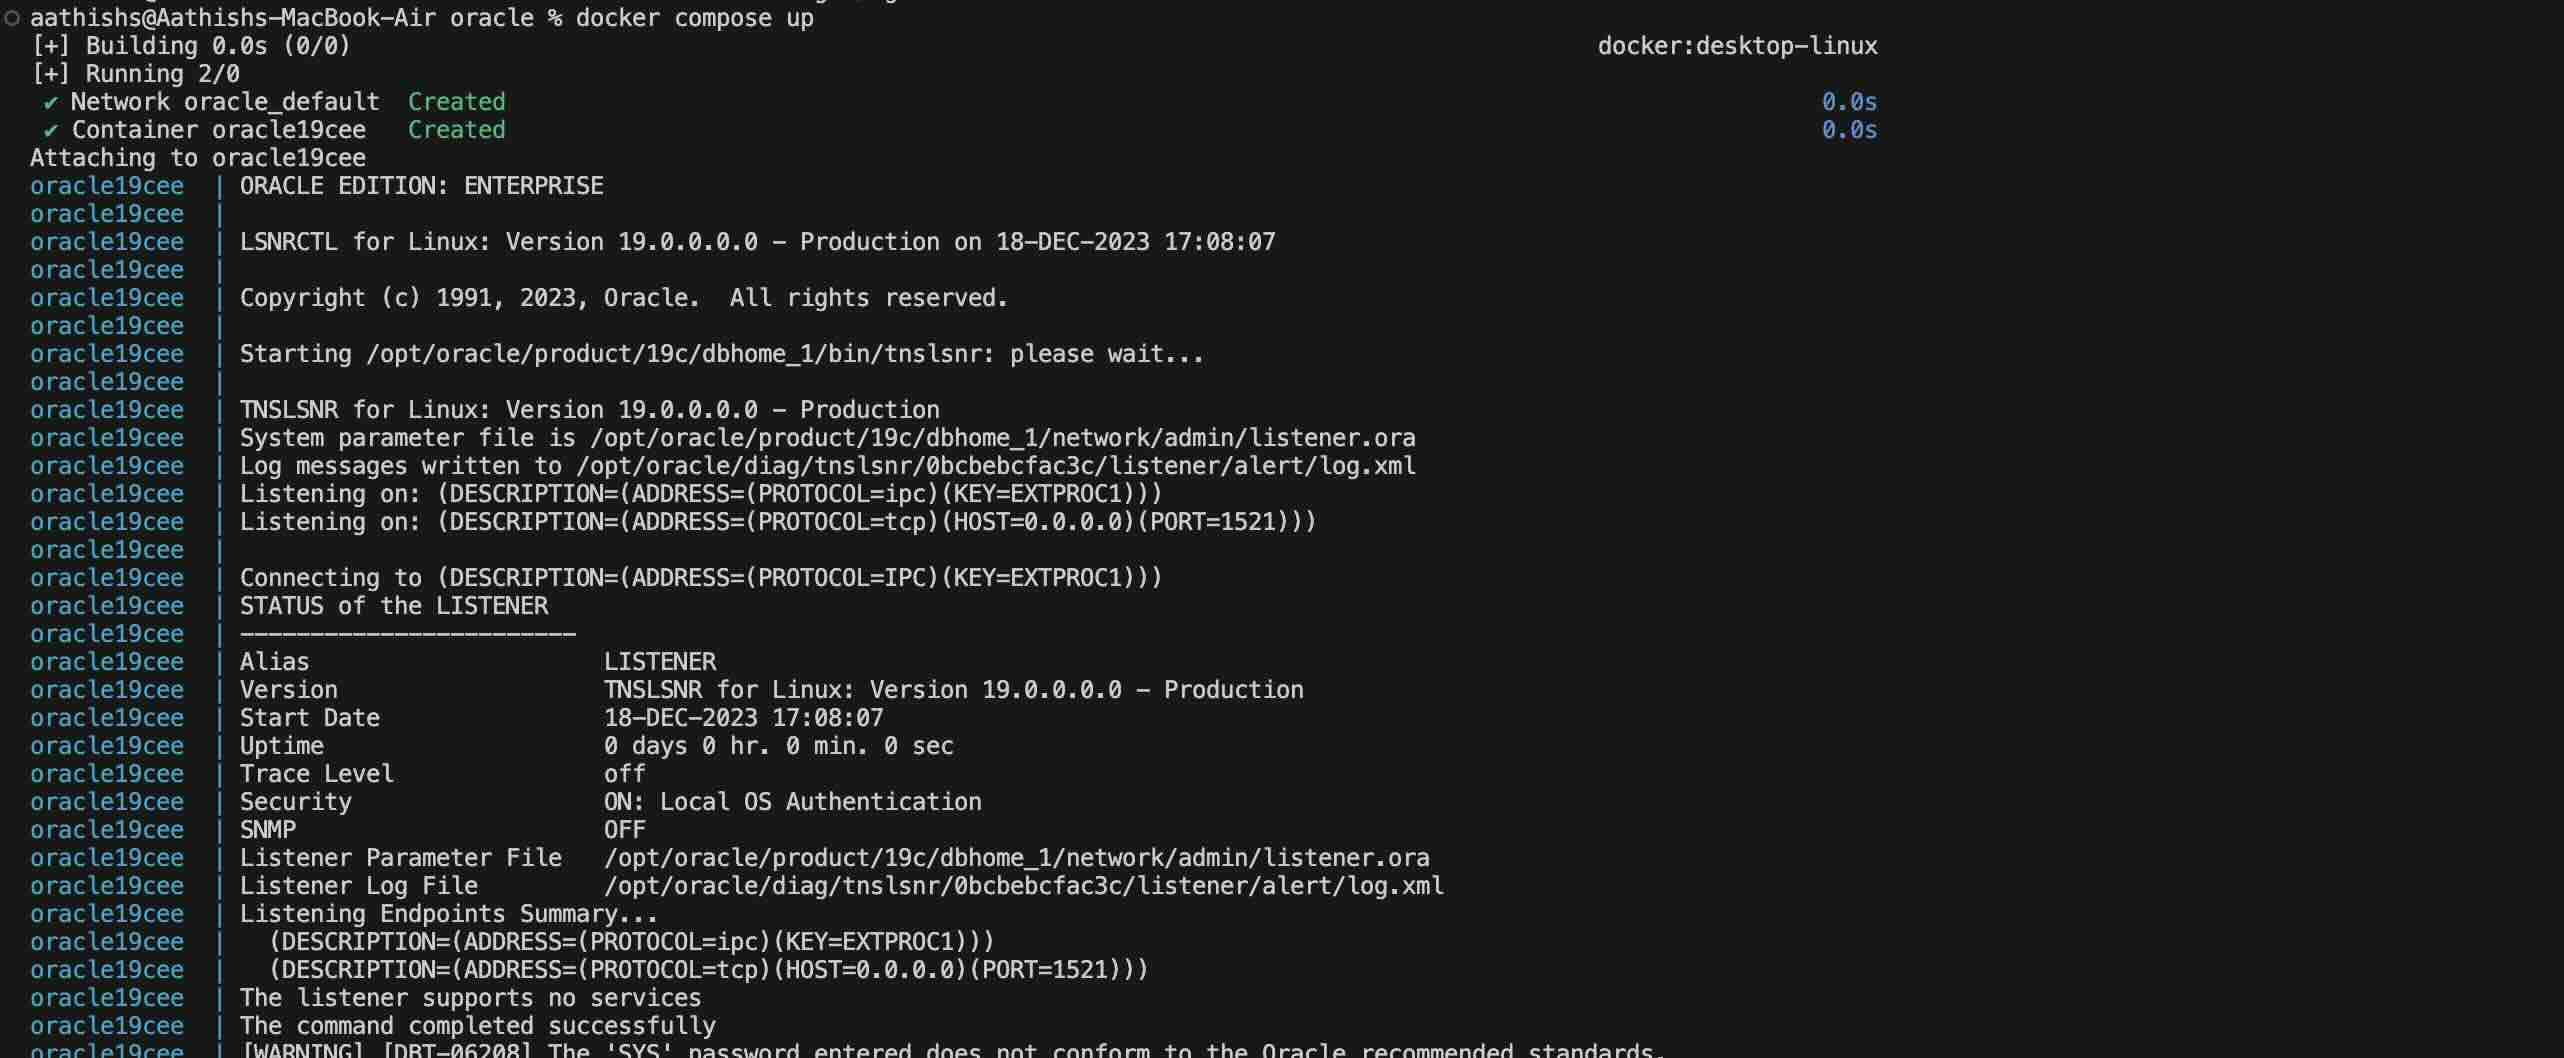 aathishs@Aathishs-MacBook-Air oracle % docker compose up
[+] Building 0.0s (0/0) docker:desktop-linux
[+] Running 2/0
✔ Network oracle_default Created 0.0s
✔ Container oracle19cee Created 0.0s
Attaching to oracle19cee
oracle19cee | ORACLE EDITION: ENTERPRISE
oracle19cee |
oracle19cee | LSNRCTL for Linux: Version 19.0.0.0.0 - Production on 18-DEC-2023 17:08:07
oracle19cee |
oracle19cee | Copyright (c) 1991, 2023, Oracle.  All rights reserved.
oracle19cee |
oracle19cee | Starting /opt/oracle/product/19c/dbhome_1/bin/tnslsnr: please wait...
oracle19cee |
oracle19cee | TNSLSNR for Linux: Version 19.0.0.0.0 - Production
oracle19cee | System parameter file is /opt/oracle/product/19c/dbhome_1/network/admin/listener.ora
oracle19cee | Log messages written to /opt/oracle/diag/tnslsnr/0bcbebcfac3c/listener/alert/log.xml
oracle19cee | Listening on: (DESCRIPTION=(ADDRESS=(PROTOCOL=ipc)(KEY=EXTPROC1)))
oracle19cee | Listening on: (DESCRIPTION=(ADDRESS=(PROTOCOL=tcp)(HOST=0.0.0.0)(PORT=1521)))
oracle19cee |
oracle19cee | Connecting to (DESCRIPTION=(ADDRESS=(PROTOCOL=IPC)(KEY=EXTPROC1)))
oracle19cee | STATUS of the LISTENER
oracle19cee | ------------------------
oracle19cee | Alias                     LISTENER
oracle19cee | Version                   TNSLSNR for Linux: Version 19.0.0.0.0 - Production
oracle19cee | Start Date                18-DEC-2023 17:08:07
oracle19cee | Uptime                    0 days 0 hr. 0 min. 0 sec
oracle19cee | Trace Level               off
oracle19cee | Security                  ON: Local OS Authentication
oracle19cee | SNMP                      OFF
oracle19cee | Listener Parameter File   /opt/oracle/product/19c/dbhome_1/network/admin/listener.ora
oracle19cee | Listener Log File         /opt/oracle/diag/tnslsnr/0bcbebcfac3c/listener/alert/log.xml
oracle19cee | Listening Endpoints Summary...
oracle19cee |   (DESCRIPTION=(ADDRESS=(PROTOCOL=ipc)(KEY=EXTPROC1)))
oracle19cee |   (DESCRIPTION=(ADDRESS=(PROTOCOL=tcp)(HOST=0.0.0.0)(PORT=1521)))
oracle19cee | The listener supports no services
oracle19cee | The command completed successfully
oracle19cee | [WARNING] [DBT-06208] The 'SYS' password entered does not conform to the Oracle recommended standards.